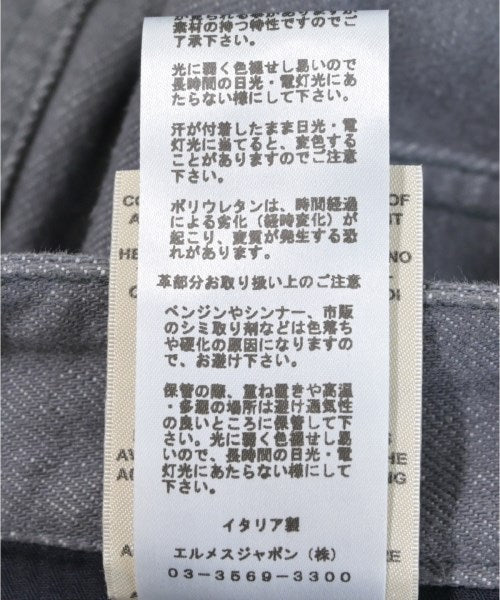 素材の持つ特性ですのでご
了承下さい。
光に弱く色褪せし易いので
長時間の日光・電灯光にあ
たらない様にして下さい。
汗が付着したまま日光・電
灯光に当てると、変色する
ことがありますのでご注意
下さい。
ポリウレタンは、時間経過
による劣化（経時変化）が
起こり、変質が発生する恐
れがあります。
革部分お取り扱い上のご注意
ベンジンやシンナー、市販
のシミ取り剤などは色落ち
や硬化の原因になりますの
で、お避け下さい。
保管の際、重ね置きや高温
・多湿の場所は避け通気性
の良いところに保管して下
さい。光に弱く色褪せし易
いので、長時間の日光・電
灯光にあたらない様にして
下さい。
イタリア製
エルメスジャポン（株）
03-3569-3300